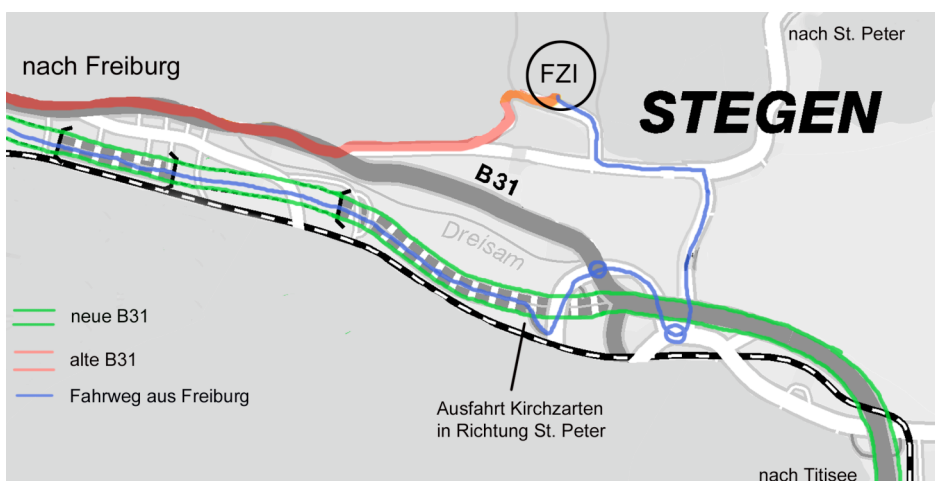 nach St. Peter
nach Freiburg
FZI
STEGEN
B31
Dreisam
neue B31
alte B31
Fahrweg aus Freiburg
Ausfahrt Kirchzarten
in Richtung St. Peter
nach Titisee